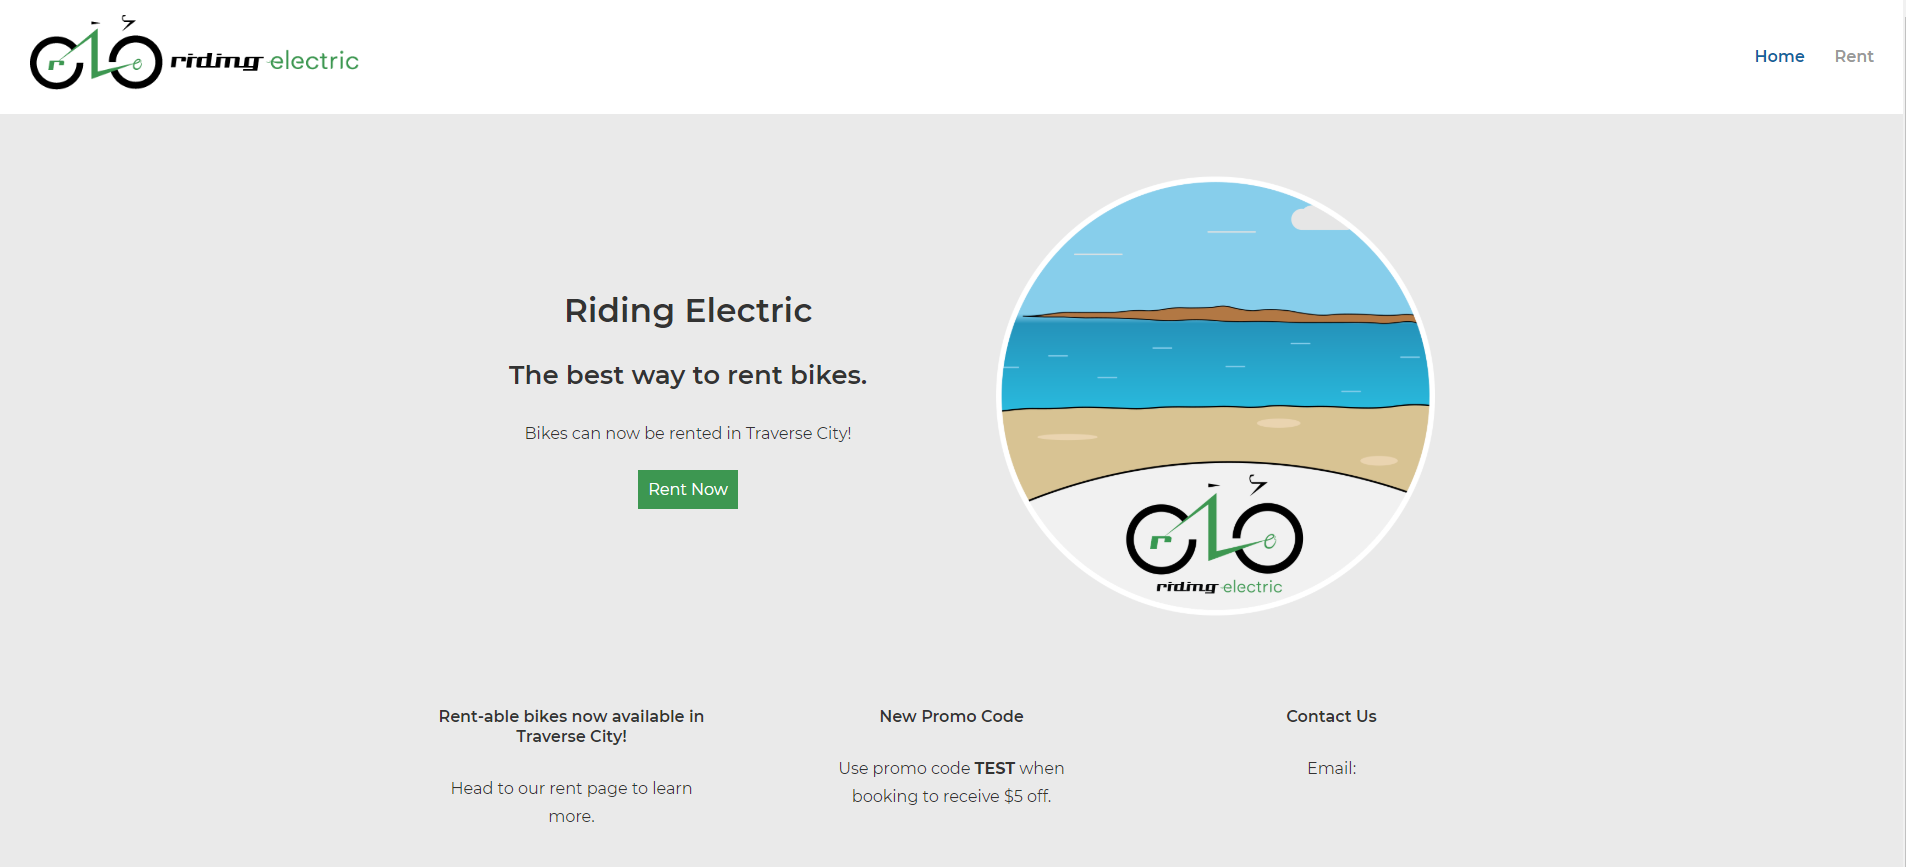 r e riding electric
Home
Rent
Riding Electric
The best way to rent bikes.
Bikes can now be rented in Traverse City!
Rent Now
r e
riding electric
Rent-able bikes now available in
Traverse City!
Head to our rent page to learn
more.
New Promo Code
Use promo code TEST when
booking to receive $5 off.
Contact Us
Email: